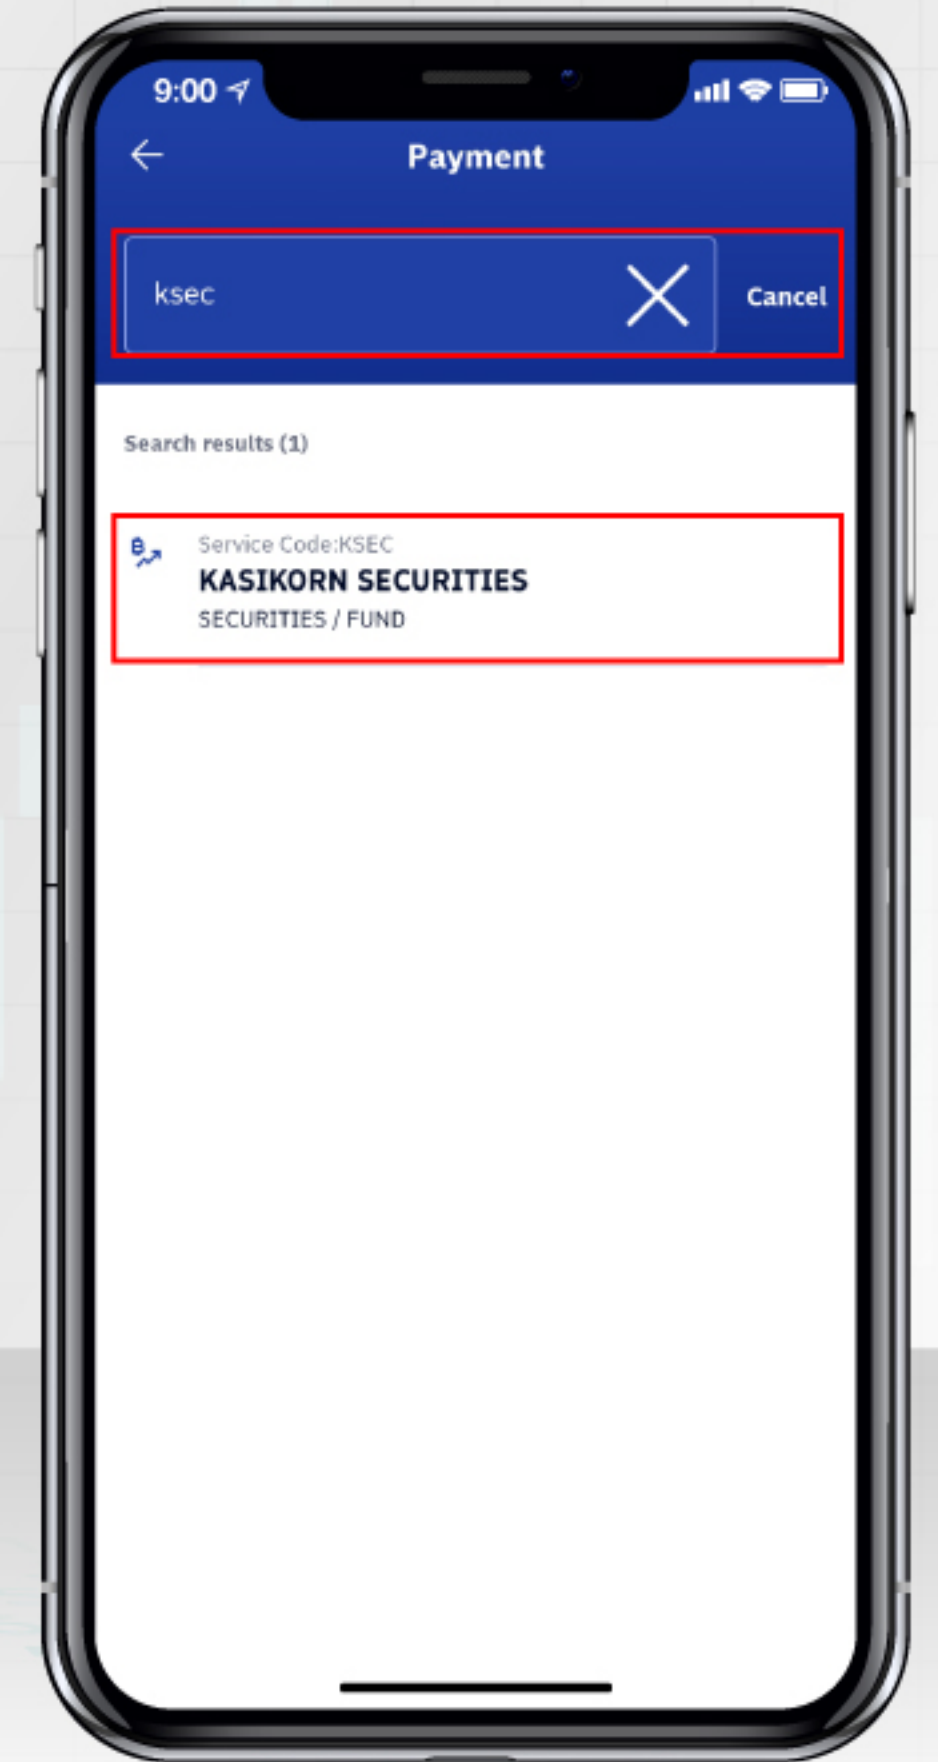 9:00
Payment
ksec
Cancel
Search results (1)
Service Code:KSEC
KASIKORN SECURITIES
SECURITIES / FUND